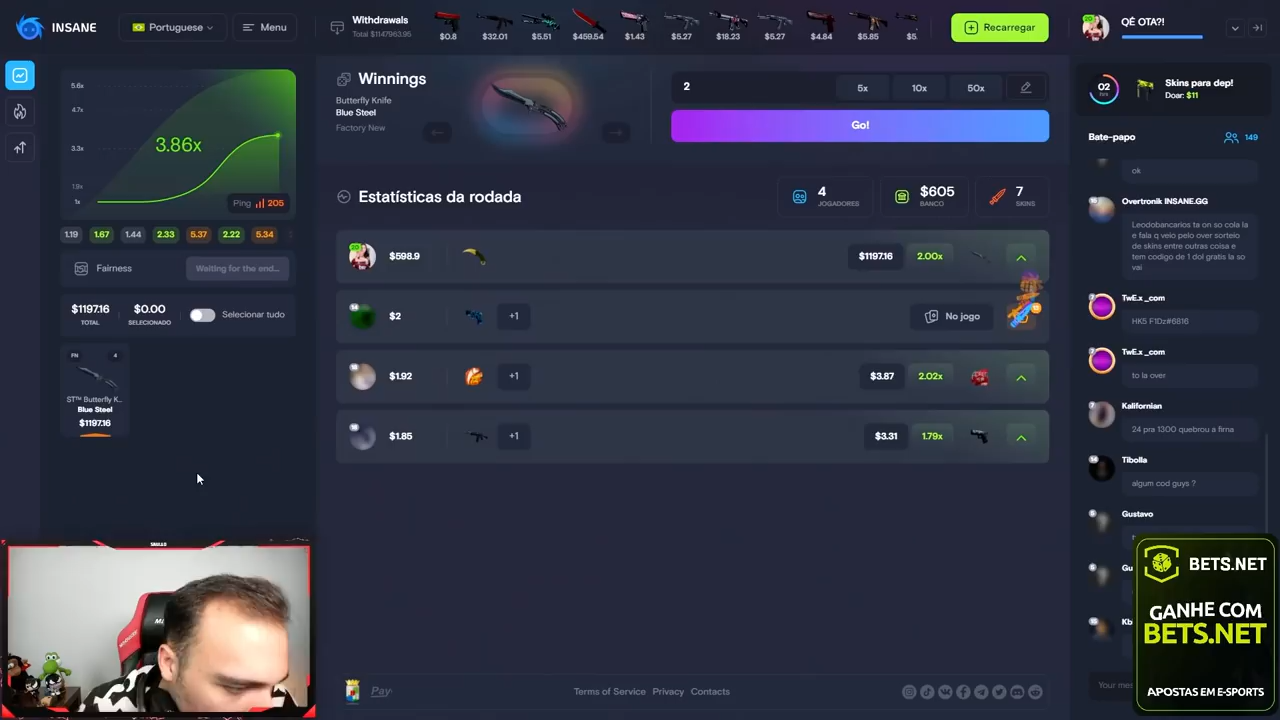 INSANE
Portuguese
Menu
Withdrawals
Total $1147963.95
$0.8
$32.01
$5.51
$459.54
$1.43
$5.27
$18.23
$5.27
$4.84
$5.85
$5.
Recarregar
QÉ OTA?!
5.6x
4.7x
3.3x
1.9x
1x
3.86x
Ping 205
1.19
1.67
1.44
2.33
5.37
2.22
5.34
Fairness
Waiting for the end...
$1197.16
TOTAL
$0.00
SELECIONADO
Selecionar tudo
FN
4
ST™ Butterfly K..
Blue Steel
$1197.16
Winnings
Butterfly Knife
Blue Steel
Factory New
2
5x
10x
50x
Go!
Estatísticas da rodada
4
JOGADORES
$605
BANCO
7
SKINS
20
$598.9
$1197.16
2.00x
14
$2
+1
No jogo
$1.92
+1
$3.87
2.02x
$1.85
+1
$3.31
1.79x
Pay
Terms of Service
Privacy
Contacts
02
Skins para dep!
Doar: $11
Bate-papo
149
ok
Overtronik INSANE.GG
Leodobancarios ta on so cola la
e fala q veio pelo over sorteio
de skins entre outras coisa e
tem codigo de 1 dol gratis la so
vai
TwE.x _com
HK5 F1Dz#6816
TwE.x _com
to la over
Kalifornian
24 pra 1300 quebrou a firna
Tibolla
algum cod guys ?
Gustavo
Gu
Kb
Your mes
BETS.NET
GANHE COM
BETS.NET
APOSTAS EM E-SPORTS